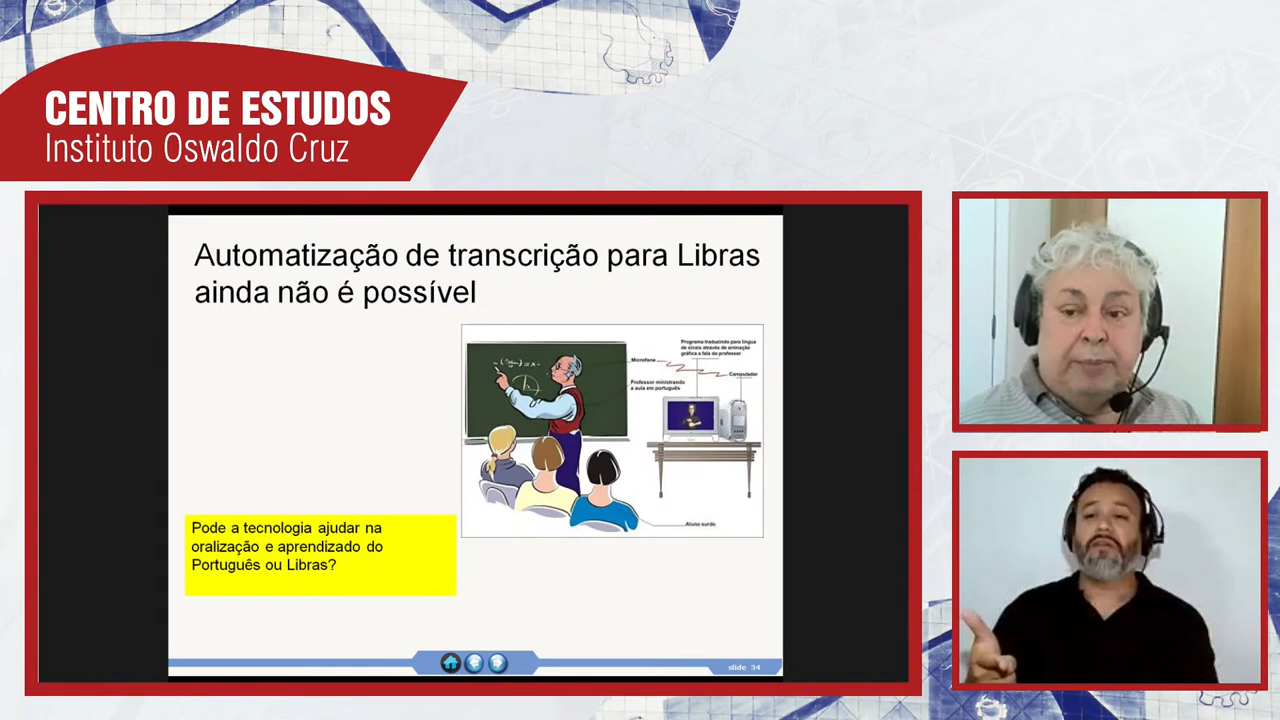 CENTRO DE ESTUDOS
Instituto Oswaldo Cruz
Automatização de transcrição para Libras
ainda não é possível
Programa traduzindo para língua
de sinais através de animação
gráfica a fala do professor
Microfone
Computador
Professor ministrando
a aula em português
Aluno surdo
Pode a tecnologia ajudar na
oralização e aprendizado do
Português ou Libras?
slide 34